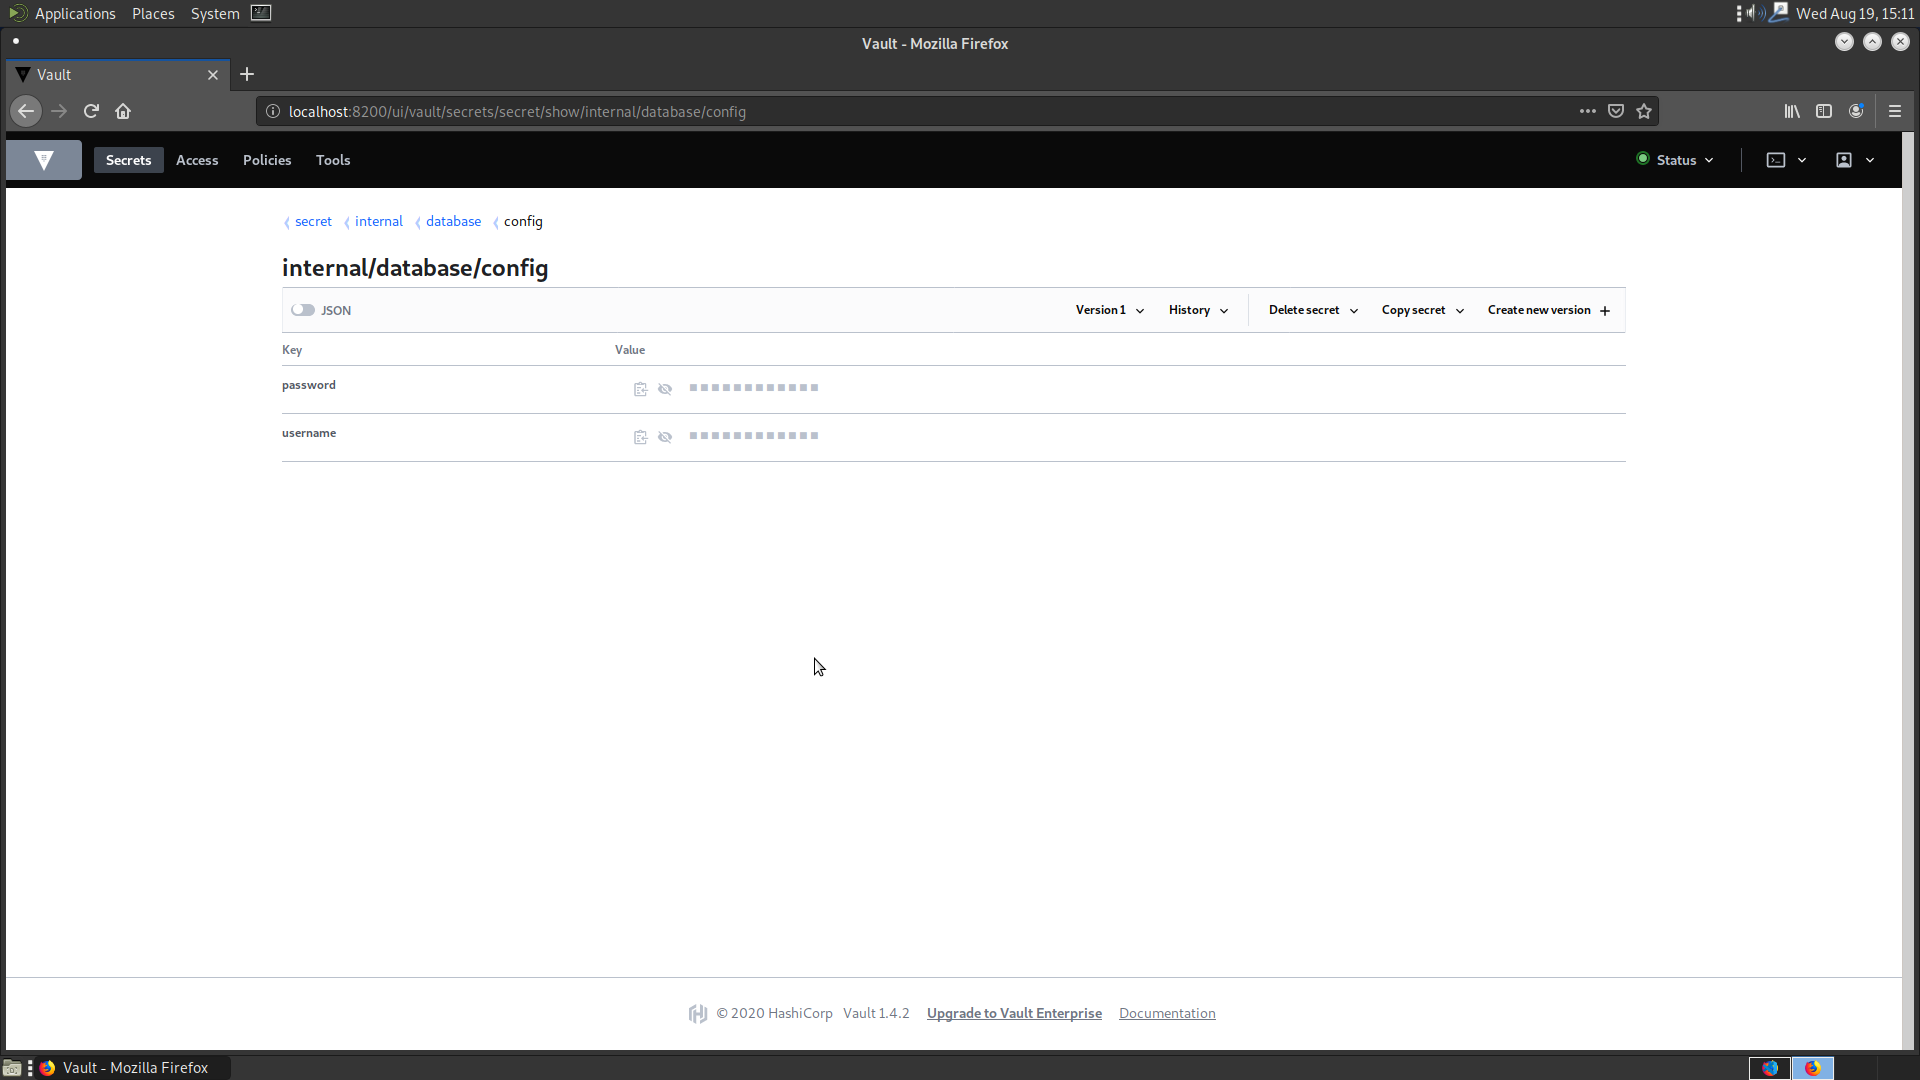 Applications Places System
Wed Aug 19, 15:11
Vault - Mozilla Firefox
Vault
localhost:8200/ui/vault/secrets/secret/show/internal/database/config
Secrets Access Policies Tools
Status
secret internal database config
internal/database/config
JSON
Version 1 History Delete secret Copy secret Create new version
Key Value
password
username
© 2020 HashiCorp Vault 1.4.2 Upgrade to Vault Enterprise Documentation
Vault - Mozilla Firefox